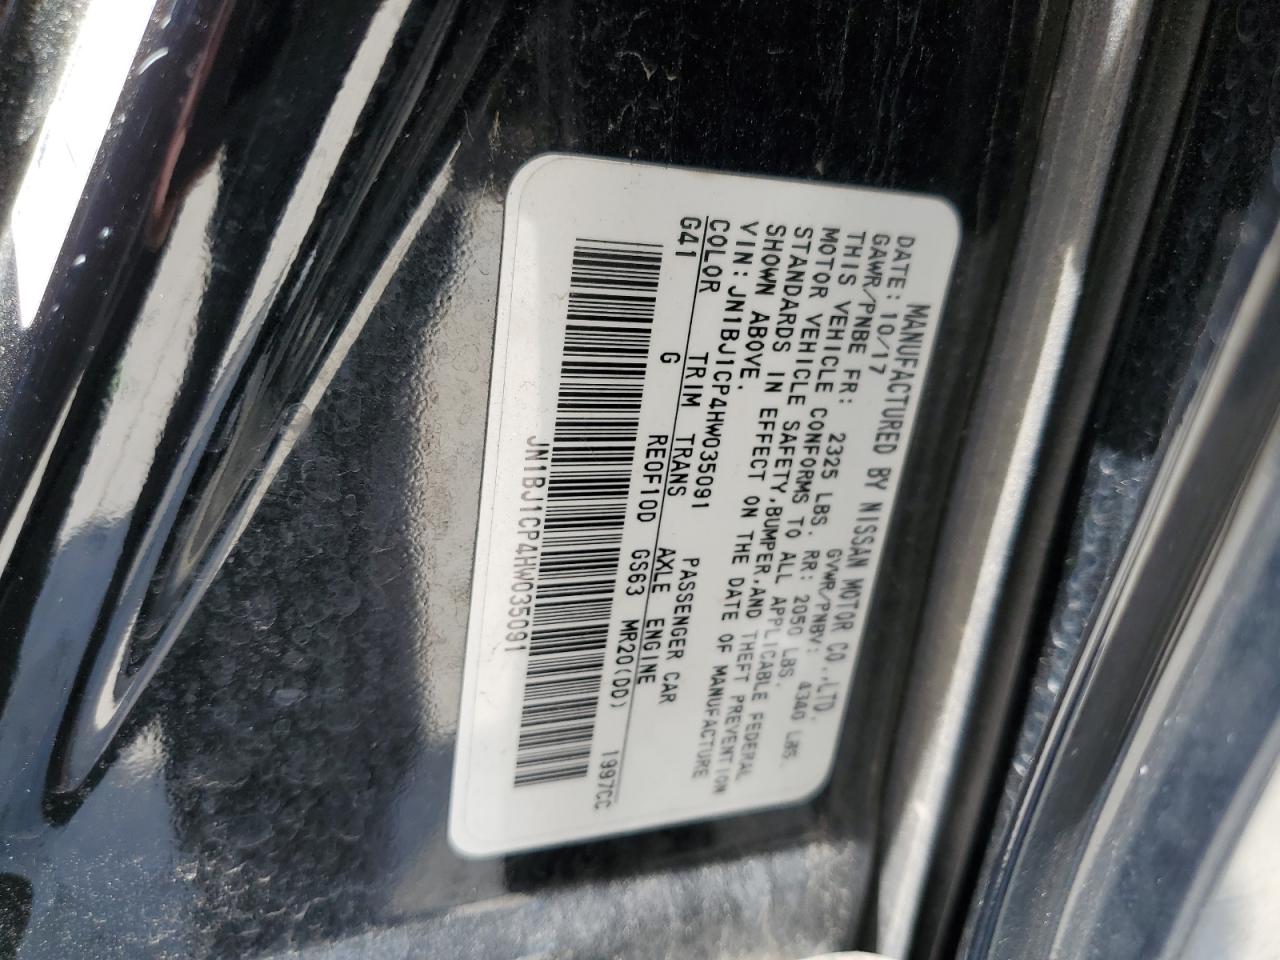 MANUFACTURED BY NISSAN MOTOR CO.,LTD.
DATE: 10/17 GVWR/PNBV: 4340 LBS.
GAWR/PNBE FR: 2325 LBS. RR: 2050 LBS.
THIS VEHICLE CONFORMS TO ALL APPLICABLE FEDERAL
MOTOR VEHICLE SAFETY,BUMPER,AND THEFT PREVENTION
STANDARDS IN EFFECT ON THE DATE OF MANUFACTURE
SHOWN ABOVE.
VIN: JN1BJ1CP4HW035091 PASSENGER CAR
COLOR TRIM TRANS AXLE ENGINE
G41 G RE0F10D GS63 MR20(DD) 1997CC
JN1BJ1CP4HW035091